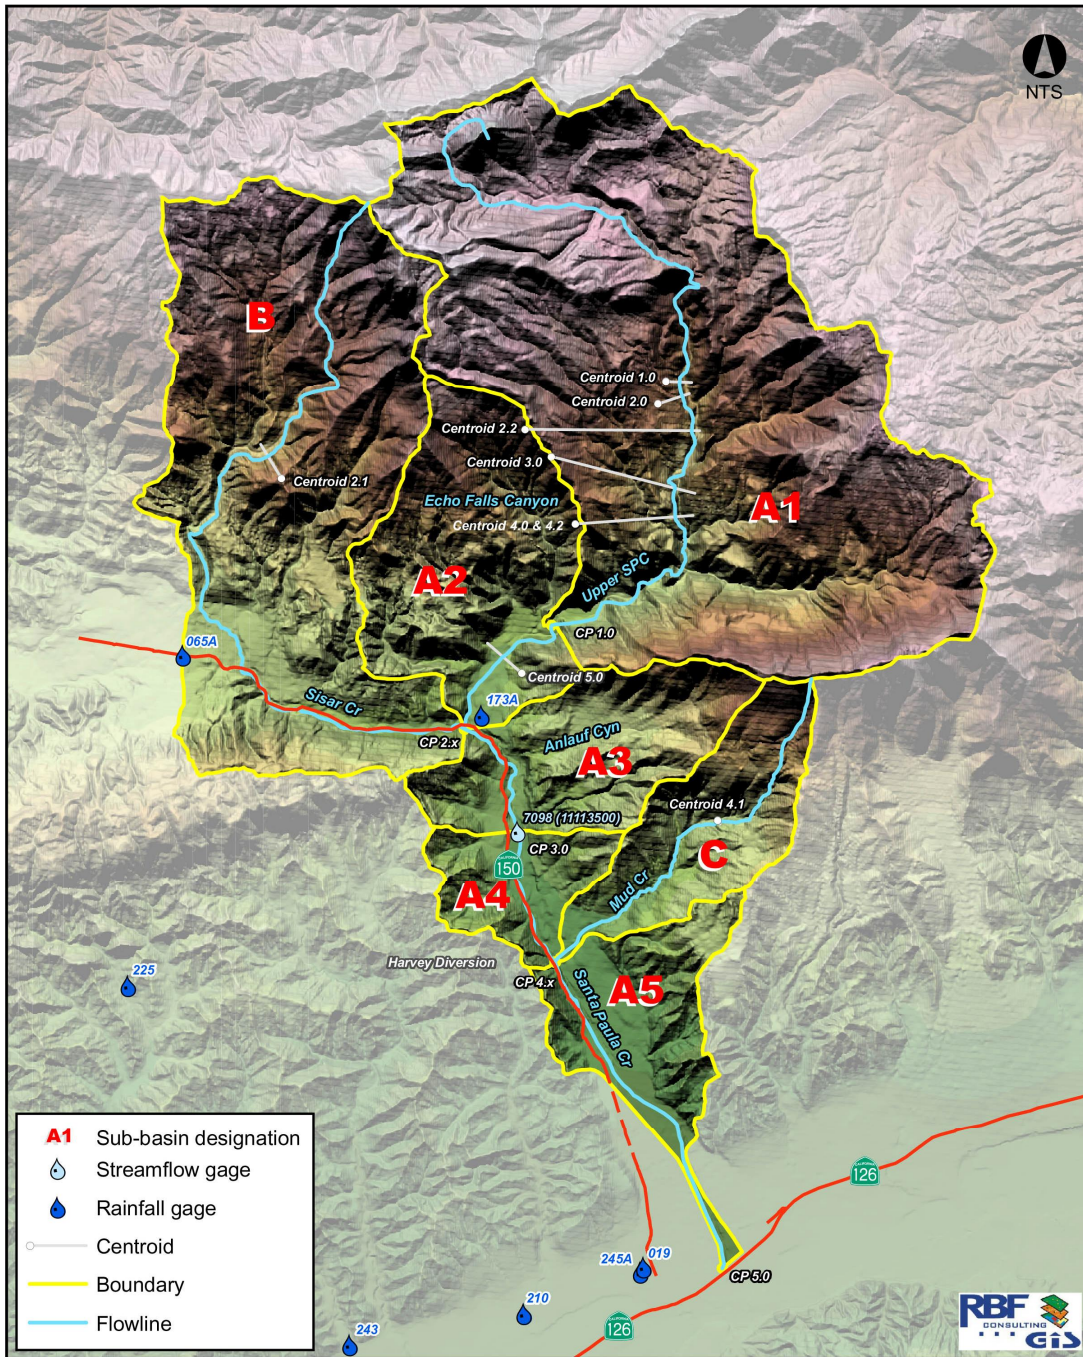 NTS
B
Centroid 1.0
Centroid 2.0
Centroid 2.2
Centroid 3.0
Centroid 2.1
Echo Falls Canyon
A1
Centroid 4.0 & 4.2
A2
Upper SPC
CP 1.0
065A
Centroid 5.0
Sisar Cr
173A
CP 2.x
Anlauf Cyn
A3
Centroid 4.1
7098 (11113500)
CP 3.0
C
CALIFORNIA
150
A4
Mud Cr
Harvey Diversion
225
CP 4.x
A5
Santa Paula Cr
A1 Sub-basin designation
Streamflow gage
Rainfall gage
Centroid
Boundary
Flowline
CALIFORNIA
126
245A
019
CP 5.0
210
CALIFORNIA
126
243
RBF
CONSULTING
GIS